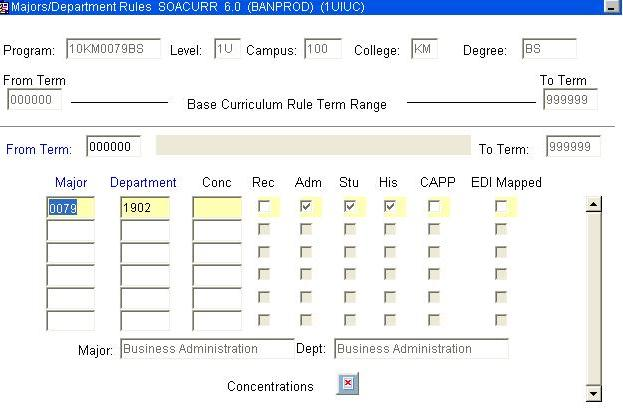 Majors/Department Rules SOACURR 6.0 (BANPROD) (1UIUC)
Program: 10KM0079BS Level: 1U Campus: 100 College: KM Degree: BS
From Term To Term
000000 Base Curriculum Rule Term Range 999999
From Term: 000000 To Term: 999999
Major Department Conc Rec Adm Stu His CAPP EDI Mapped
0079 1902
Major: Business Administration Dept: Business Administration
Concentrations